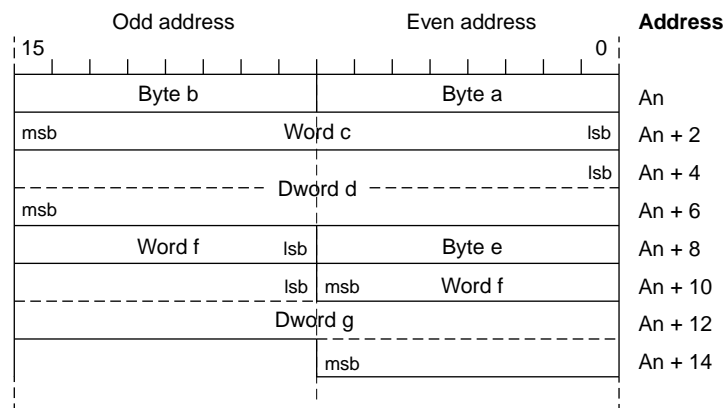 Odd address Even address Address
15 0
Byte b Byte a An
msb Word c lsb An + 2
lsb An + 4
Dword d
msb An + 6
Word f lsb Byte e An + 8
lsb msb Word f An + 10
Dword g An + 12
msb An + 14